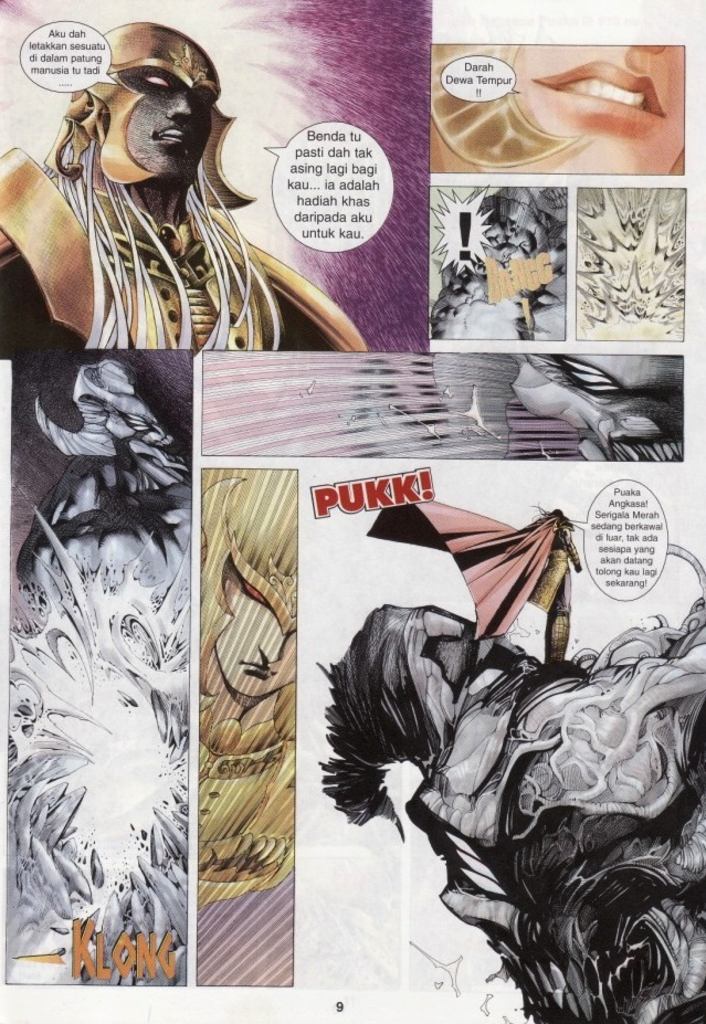 Aku dah
letakkan sesuatu
di dalam patung
manusia tu tadi
.....
Benda tu
pasti dah tak
asing lagi bagi
kau... ia adalah
hadiah khas
daripada aku
untuk kau.
Darah
Dewa Tempur
!!
!
PUKK!
Puaka
Angkasa!
Serigala Merah
sedang berkawal
di luar, tak ada
sesiapa yang
akan datang
tolong kau lagi
sekarang!
KLONG
9